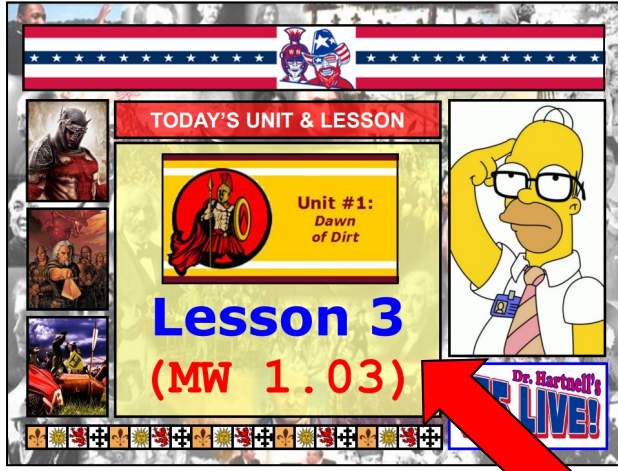 TODAY'S UNIT & LESSON
Unit #1:
Dawn
of Dirt
Lesson 3
(MW 1.03)
Dr. Hartnell's
LIVE!